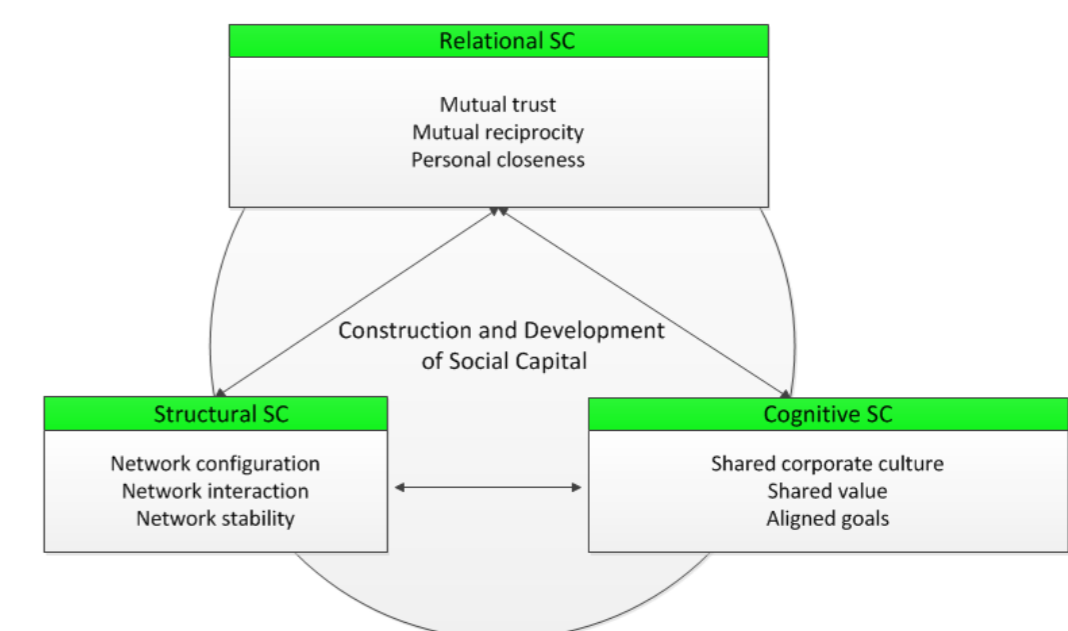 Relational SC
Mutual trust
Mutual reciprocity
Personal closeness
Construction and Development
of Social Capital
Structural SC
Network configuration
Network interaction
Network stability
Cognitive SC
Shared corporate culture
Shared value
Aligned goals